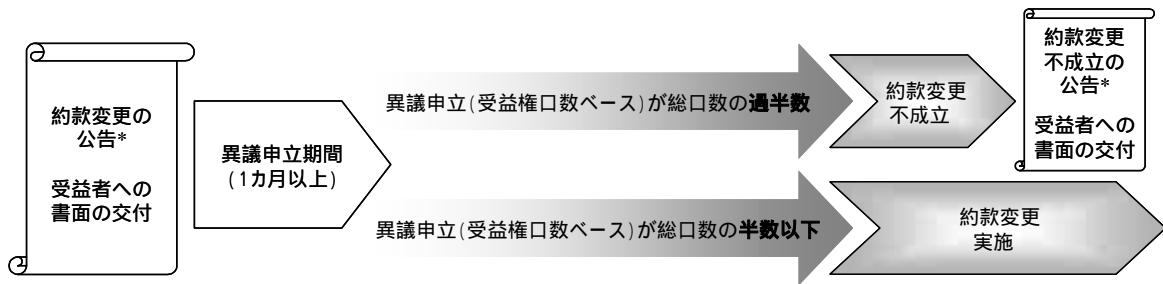 約款変更の
公告*
受益者への
書面の交付
異議申立期間
(1カ月以上)
異議申立(受益権口数ベース)が総口数の過半数
約款変更
不成立
約款変更
不成立の
公告*
受益者への
書面の交付
異議申立(受益権口数ベース)が総口数の半数以下
約款変更
実施